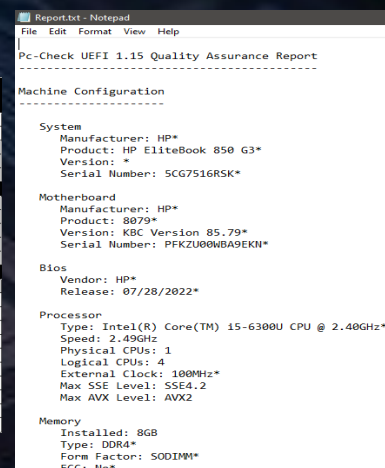 Report.txt - Notepad
File Edit Format View Help
Pc-Check UEFI 1.15 Quality Assurance Report
-------------------------------------------
Machine Configuration
---------------------
System
Manufacturer: HP*
Product: HP EliteBook 850 G3*
Version: *
Serial Number: 5CG7516RSK*
Motherboard
Manufacturer: HP*
Product: 8079*
Version: KBC Version 85.79*
Serial Number: PFKZU00WBA9EKN*
Bios
Vendor: HP*
Release: 07/28/2022*
Processor
Type: Intel(R) Core(TM) i5-6300U CPU @ 2.40GHz*
Speed: 2.49GHz
Physical CPUs: 1
Logical CPUs: 4
External Clock: 100MHz*
Max SSE Level: SSE4.2
Max AVX Level: AVX2
Memory
Installed: 8GB
Type: DDR4*
Form Factor: SODIMM*
ECC: No*